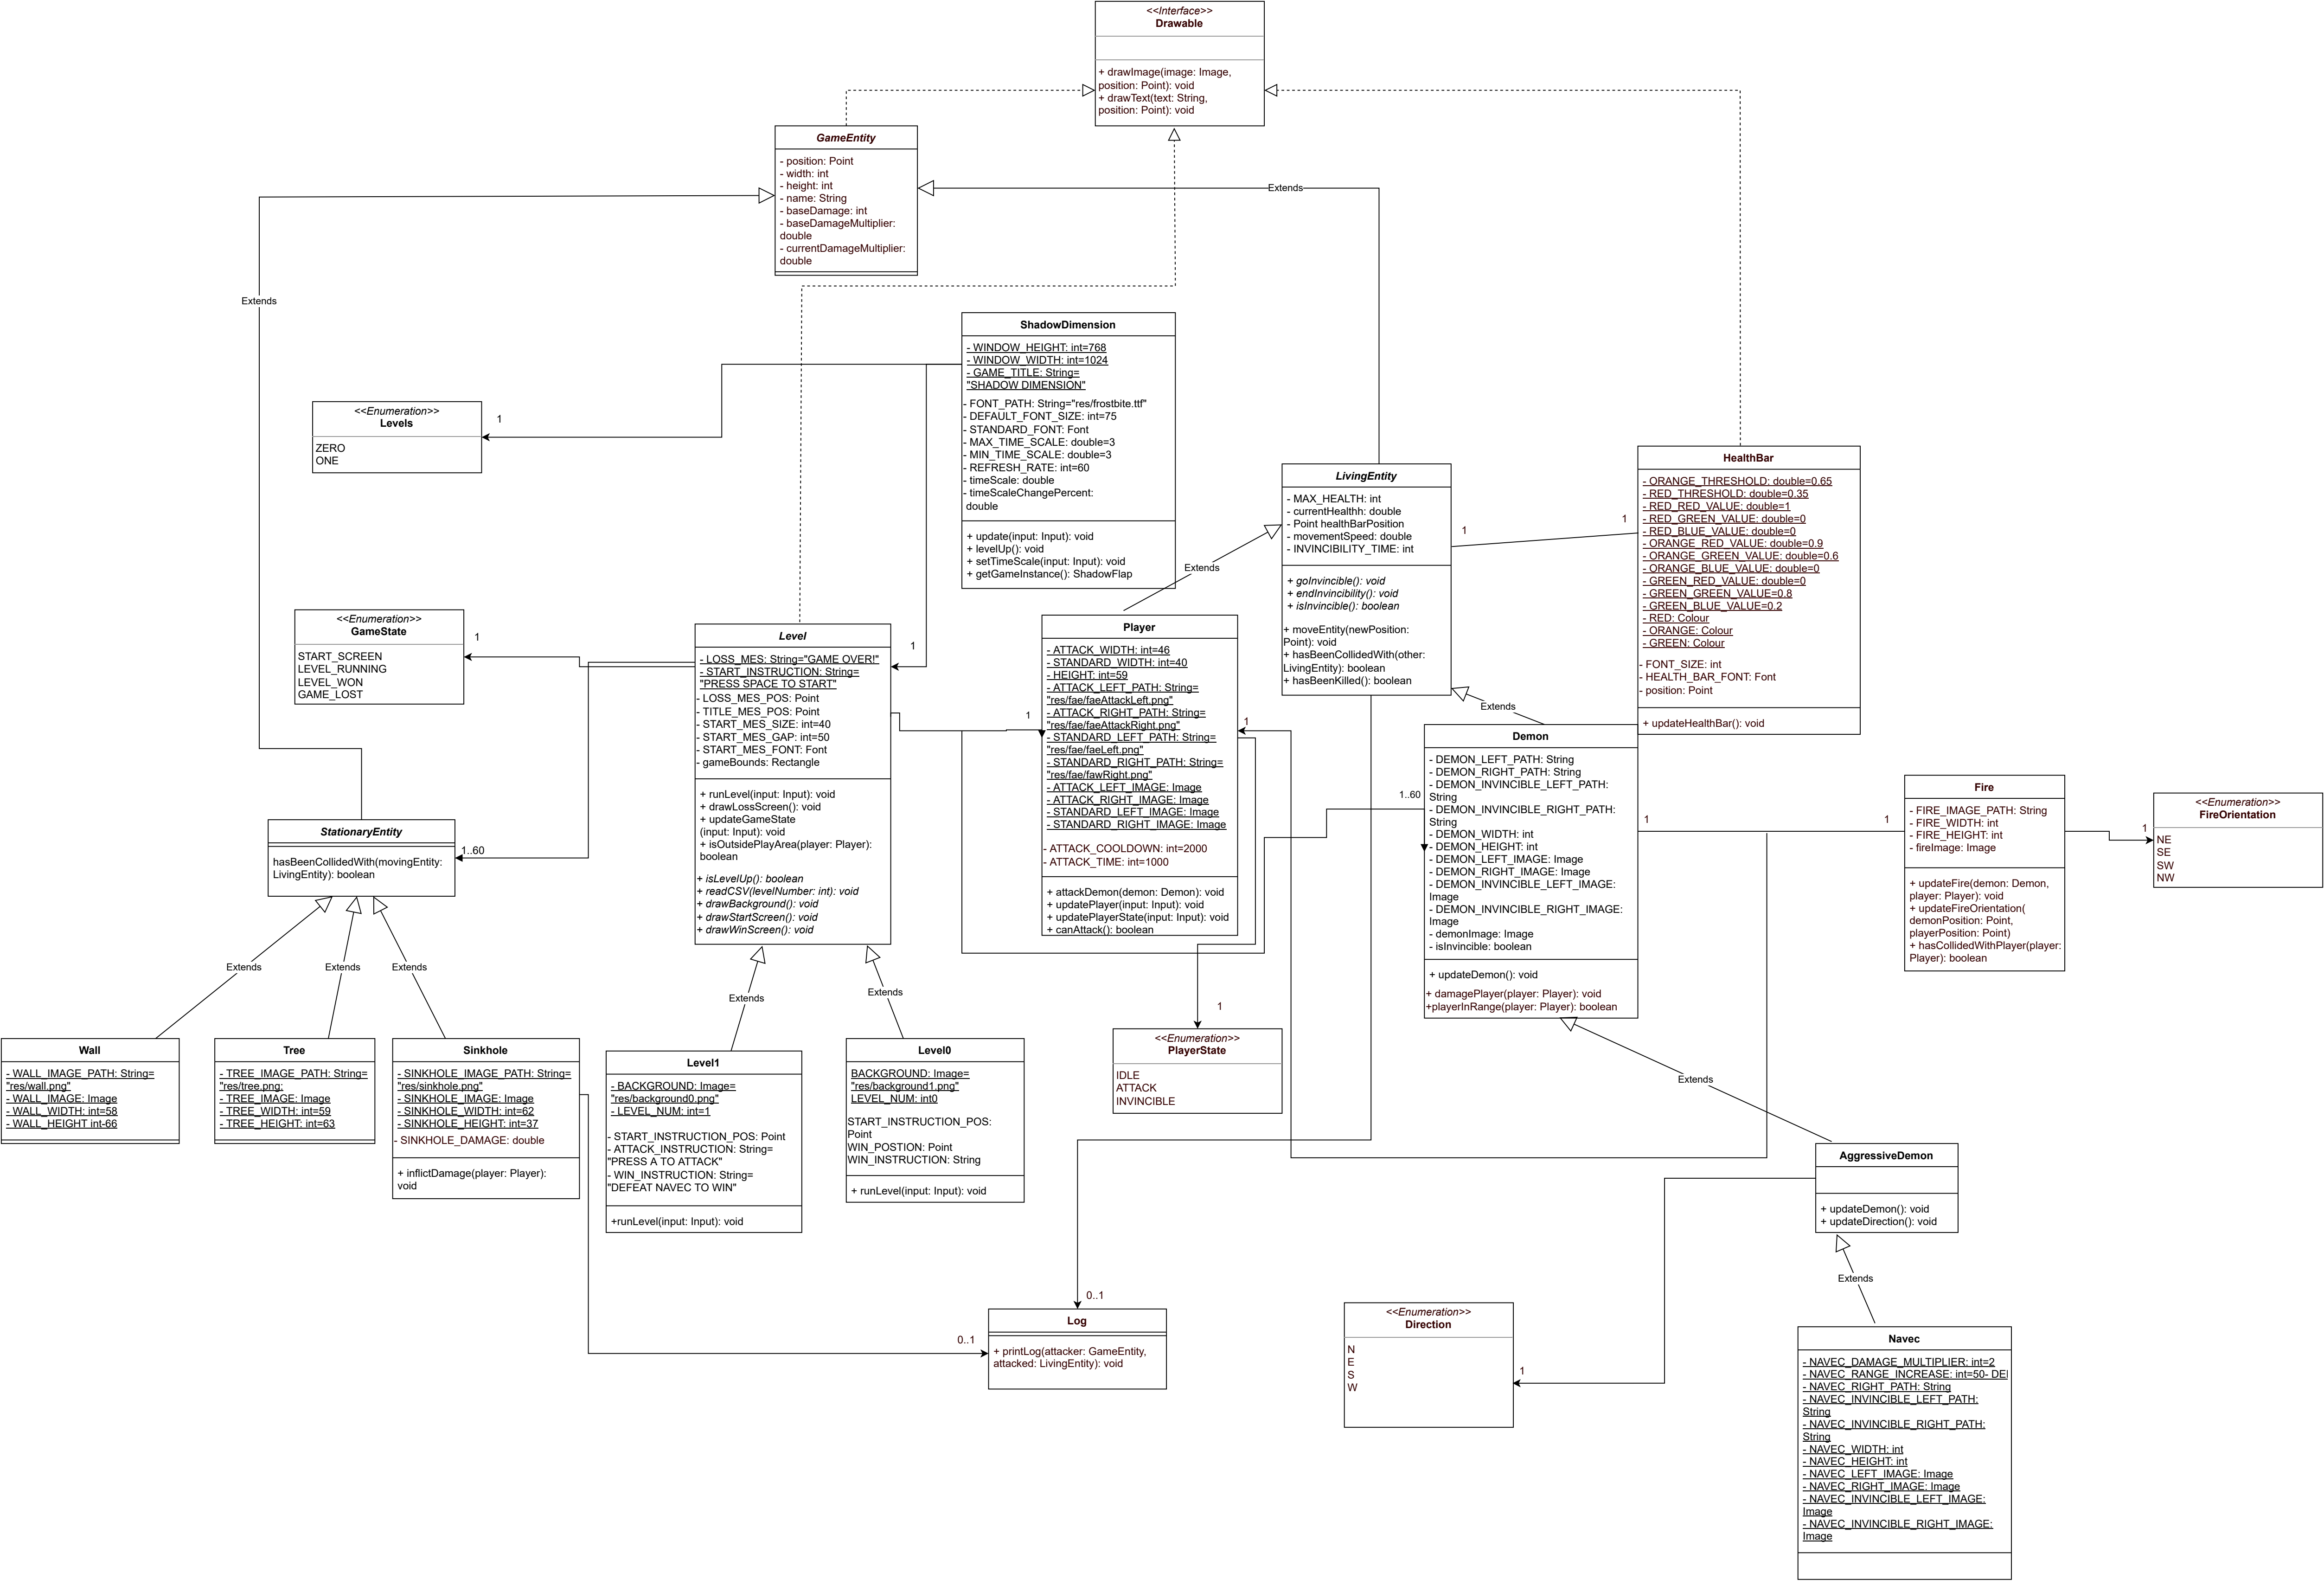 <<Interface>>
Drawable
+ drawImage(image: Image,
position: Point): void
+ drawText(text: String,
position: Point): void
GameEntity
- position: Point
- width: int
- height: int
- name: String
- baseDamage: int
- baseDamageMultiplier:
double
- currentDamageMultiplier:
double
Extends
Extends
ShadowDimension
- WINDOW_HEIGHT: int=768
- WINDOW_WIDTH: int=1024
- GAME_TITLE: String=
"SHADOW DIMENSION"
- FONT_PATH: String="res/frostbite.ttf"
- DEFAULT_FONT_SIZE: int=75
- STANDARD_FONT: Font
- MAX_TIME_SCALE: double=3
- MIN_TIME_SCALE: double=3
- REFRESH_RATE: int=60
- timeScale: double
- timeScaleChangePercent:
double
+ update(input: Input): void
+ levelUp(): void
+ setTimeScale(input: Input): void
+ getGameInstance(): ShadowFlap
<<Enumeration>>
Levels
ZERO
ONE
1
LivingEntity
- MAX_HEALTH: int
- currentHealthh: double
- Point healthBarPosition
- movementSpeed: double
- INVINCIBILITY_TIME: int
+ goInvincible(): void
+ endInvincibility(): void
+ isInvincible(): boolean
+ moveEntity(newPosition:
Point): void
+ hasBeenCollidedWith(other:
LivingEntity): boolean
+ hasBeenKilled(): boolean
1
1
HealthBar
- ORANGE_THRESHOLD: double=0.65
- RED_THRESHOLD: double=0.35
- RED_RED_VALUE: double=1
- RED_GREEN_VALUE: double=0
- RED_BLUE_VALUE: double=0
- ORANGE_RED_VALUE: double=0.9
- ORANGE_GREEN_VALUE: double=0.6
- ORANGE_BLUE_VALUE: double=0
- GREEN_RED_VALUE: double=0
- GREEN_GREEN_VALUE: double=0.8
- GREEN_BLUE_VALUE=0.2
- RED: Colour
- ORANGE: Colour
- GREEN: Colour
- FONT_SIZE: int
- HEALTH_BAR_FONT: Font
- position: Point
+ updateHealthBar(): void
Extends
Extends
<<Enumeration>>
GameState
START_SCREEN
LEVEL_RUNNING
LEVEL_WON
GAME_LOST
1
Level
- LOSS_MES: String="GAME OVER!"
- START_INSTRUCTION: String=
"PRESS SPACE TO START"
- LOSS_MES_POS: Point
- TITLE_MES_POS: Point
- START_MES_SIZE: int=40
- START_MES_GAP: int=50
- START_MES_FONT: Font
- gameBounds: Rectangle
+ runLevel(input: Input): void
+ drawLossScreen(): void
+ updateGameState
(input: Input): void
+ isOutsidePlayArea(player: Player):
boolean
+ isLevelUp(): boolean
+ readCSV(levelNumber: int): void
+ drawBackground(): void
+ drawStartScreen(): void
+ drawWinScreen(): void
1
1
Player
- ATTACK_WIDTH: int=46
- STANDARD_WIDTH: int=40
- HEIGHT: int=59
- ATTACK_LEFT_PATH: String=
"res/fae/faeAttackLeft.png"
- ATTACK_RIGHT_PATH: String=
"res/fae/faeAttackRight.png"
- STANDARD_LEFT_PATH: String=
"res/fae/faeLeft.png"
- STANDARD_RIGHT_PATH: String=
"res/fae/fawRight.png"
- ATTACK_LEFT_IMAGE: Image
- ATTACK_RIGHT_IMAGE: Image
- STANDARD_LEFT_IMAGE: Image
- STANDARD_RIGHT_IMAGE: Image
- ATTACK_COOLDOWN: int=2000
- ATTACK_TIME: int=1000
+ attackDemon(demon: Demon): void
+ updatePlayer(input: Input): void
+ updatePlayerState(input: Input): void
+ canAttack(): boolean
1
1..60
Demon
- DEMON_LEFT_PATH: String
- DEMON_RIGHT_PATH: String
- DEMON_INVINCIBLE_LEFT_PATH:
String
- DEMON_INVINCIBLE_RIGHT_PATH:
String
- DEMON_WIDTH: int
- DEMON_HEIGHT: int
- DEMON_LEFT_IMAGE: Image
- DEMON_RIGHT_IMAGE: Image
- DEMON_INVINCIBLE_LEFT_IMAGE:
Image
- DEMON_INVINCIBLE_RIGHT_IMAGE:
Image
- demonImage: Image
- isInvincible: boolean
+ updateDemon(): void
+ damagePlayer(player: Player): void
+playerInRange(player: Player): boolean
1
1
Fire
- FIRE_IMAGE_PATH: String
- FIRE_WIDTH: int
- FIRE_HEIGHT: int
- fireImage: Image
+ updateFire(demon: Demon,
player: Player): void
+ updateFireOrientation(
demonPosition: Point,
playerPosition: Point)
+ hasCollidedWithPlayer(player:
Player): boolean
1
<<Enumeration>>
FireOrientation
NE
SE
SW
NW
StationaryEntity
hasBeenCollidedWith(movingEntity:
LivingEntity): boolean
1..60
Extends
Extends
Extends
Extends
Extends
Wall
- WALL_IMAGE_PATH: String=
"res/wall.png"
- WALL_IMAGE: Image
- WALL_WIDTH: int=58
- WALL_HEIGHT int-66
Tree
- TREE_IMAGE_PATH: String=
"res/tree.png:
- TREE_IMAGE: Image
- TREE_WIDTH: int=59
- TREE_HEIGHT: int=63
Sinkhole
- SINKHOLE_IMAGE_PATH: String=
"res/sinkhole.png"
- SINKHOLE_IMAGE: Image
- SINKHOLE_WIDTH: int=62
- SINKHOLE_HEIGHT: int=37
- SINKHOLE_DAMAGE: double
+ inflictDamage(player: Player):
void
Level1
- BACKGROUND: Image=
"res/background0.png"
- LEVEL_NUM: int=1
- START_INSTRUCTION_POS: Point
- ATTACK_INSTRUCTION: String=
"PRESS A TO ATTACK"
- WIN_INSTRUCTION: String=
"DEFEAT NAVEC TO WIN"
+runLevel(input: Input): void
Level0
BACKGROUND: Image=
"res/background1.png"
LEVEL_NUM: int0
START_INSTRUCTION_POS:
Point
WIN_POSTION: Point
WIN_INSTRUCTION: String
+ runLevel(input: Input): void
1
<<Enumeration>>
PlayerState
IDLE
ATTACK
INVINCIBLE
Extends
AggressiveDemon
+ updateDemon(): void
+ updateDirection(): void
Extends
0..1
0..1
Log
+ printLog(attacker: GameEntity,
attacked: LivingEntity): void
<<Enumeration>>
Direction
N
E
S
W
1
Navec
- NAVEC_DAMAGE_MULTIPLIER: int=2
- NAVEC_RANGE_INCREASE: int=50- DE
- NAVEC_RIGHT_PATH: String
- NAVEC_INVINCIBLE_LEFT_PATH:
String
- NAVEC_INVINCIBLE_RIGHT_PATH:
String
- NAVEC_WIDTH: int
- NAVEC_HEIGHT: int
- NAVEC_LEFT_IMAGE: Image
- NAVEC_RIGHT_IMAGE: Image
- NAVEC_INVINCIBLE_LEFT_IMAGE:
Image
- NAVEC_INVINCIBLE_RIGHT_IMAGE:
Image